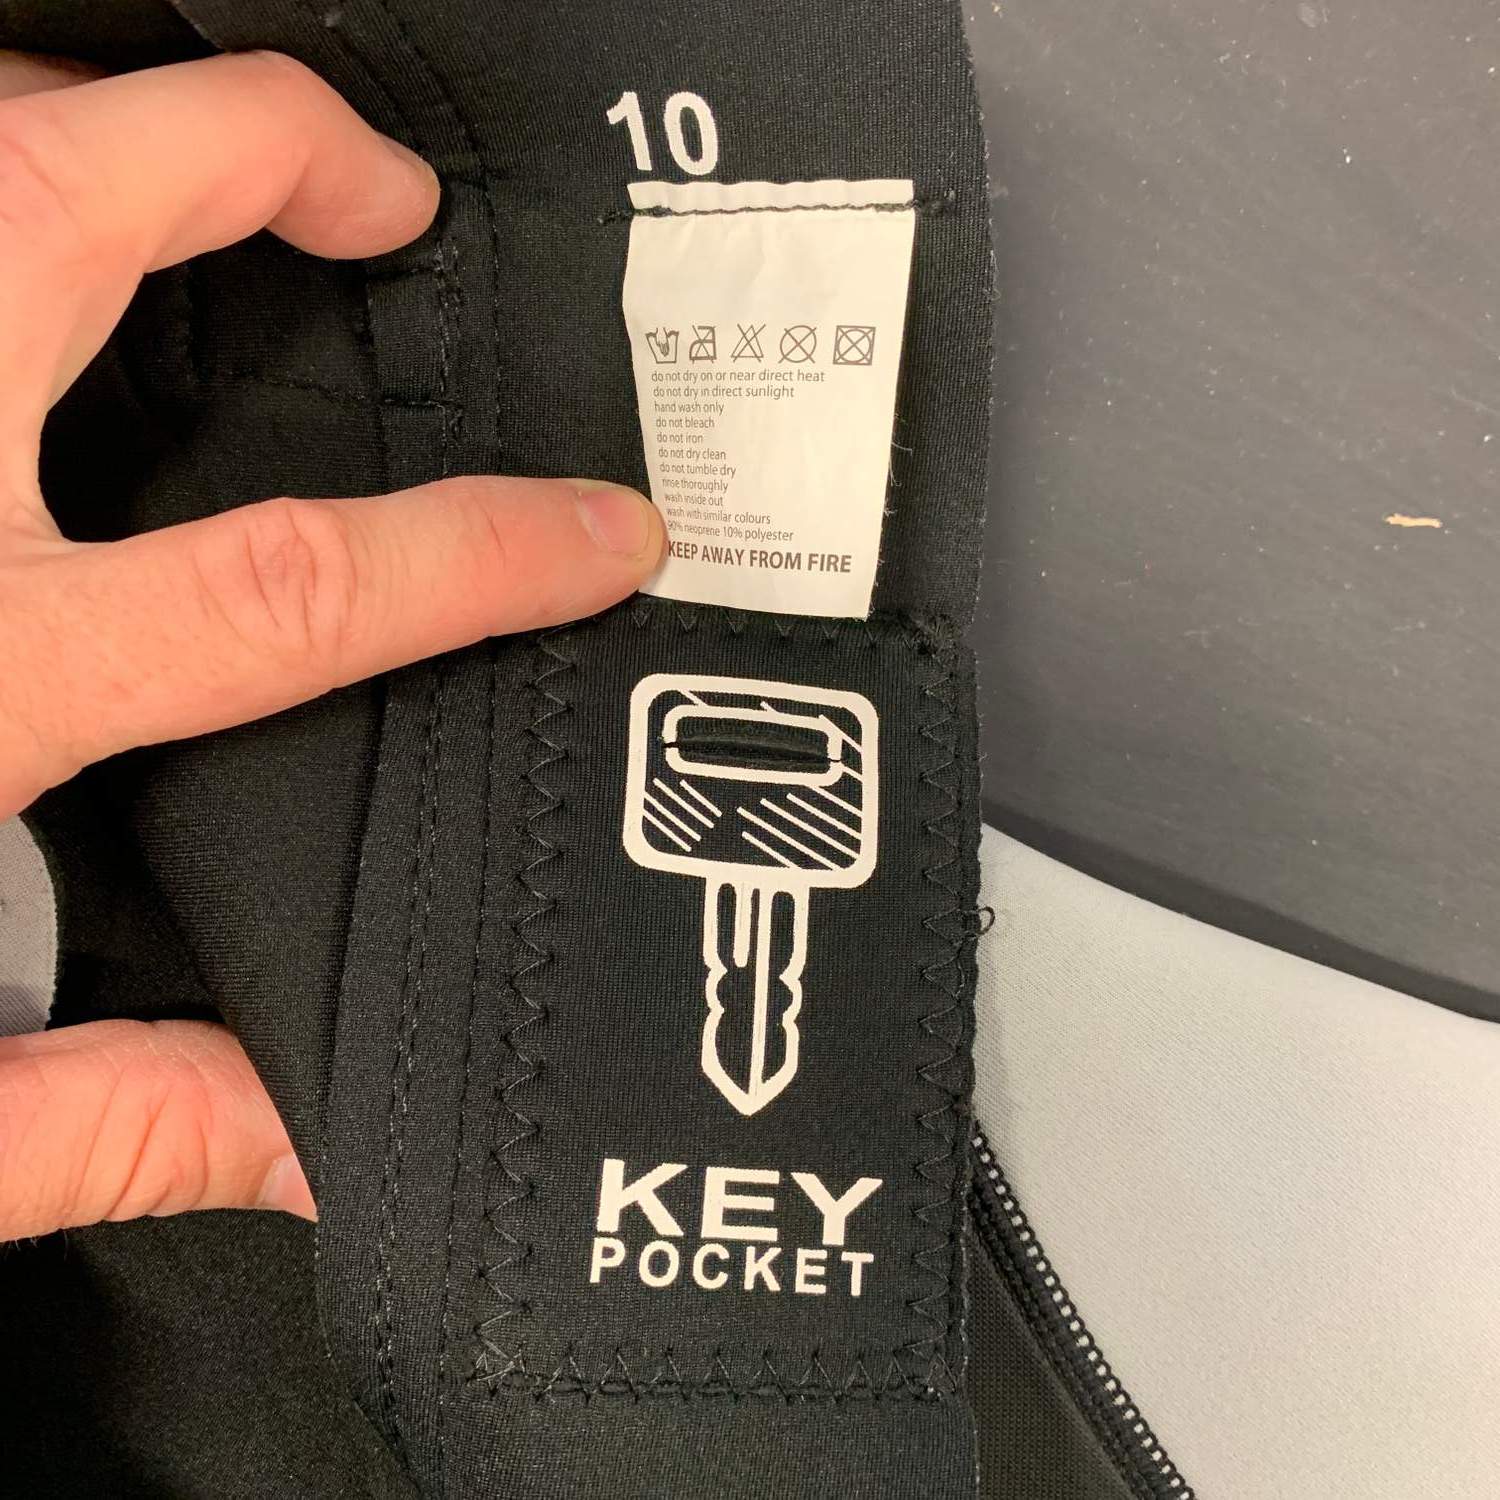 10
do not dry on or near direct heat
do not dry in direct sunlight
hand wash only
do not bleach
do not iron
do not dry clean
do not tumble dry
rinse thoroughly
wash inside out
wash with similar colours
90% neoprene 10% polyester
KEEP AWAY FROM FIRE
KEY
POCKET